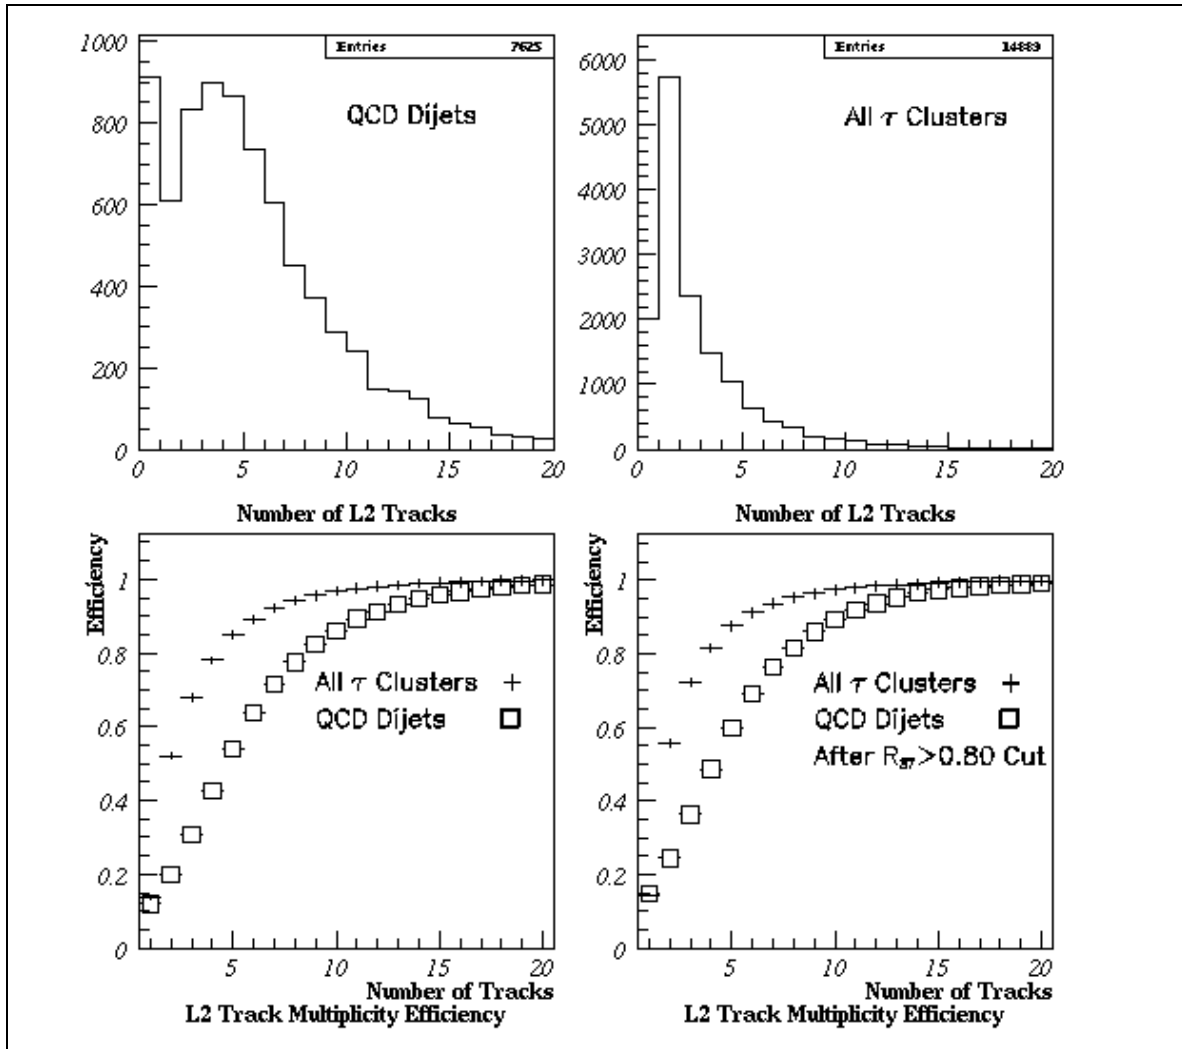 Entries 7625
QCD Dijets
1000
800
600
400
200
0
0 5 10 15 20
Number of L2 Tracks
Entries 14889
All τ Clusters
6000
5000
4000
3000
2000
1000
0
0 5 10 15 20
Number of L2 Tracks
Efficiency
1
0.8
0.6
0.4
0.2
0
All τ Clusters +
QCD Dijets □
5 10 15 20
Number of Tracks
L2 Track Multiplicity Efficiency
Efficiency
1
0.8
0.6
0.4
0.2
0
All τ Clusters +
QCD Dijets □
After R >0.80 Cut
5 10 15 20
Number of Tracks
L2 Track Multiplicity Efficiency